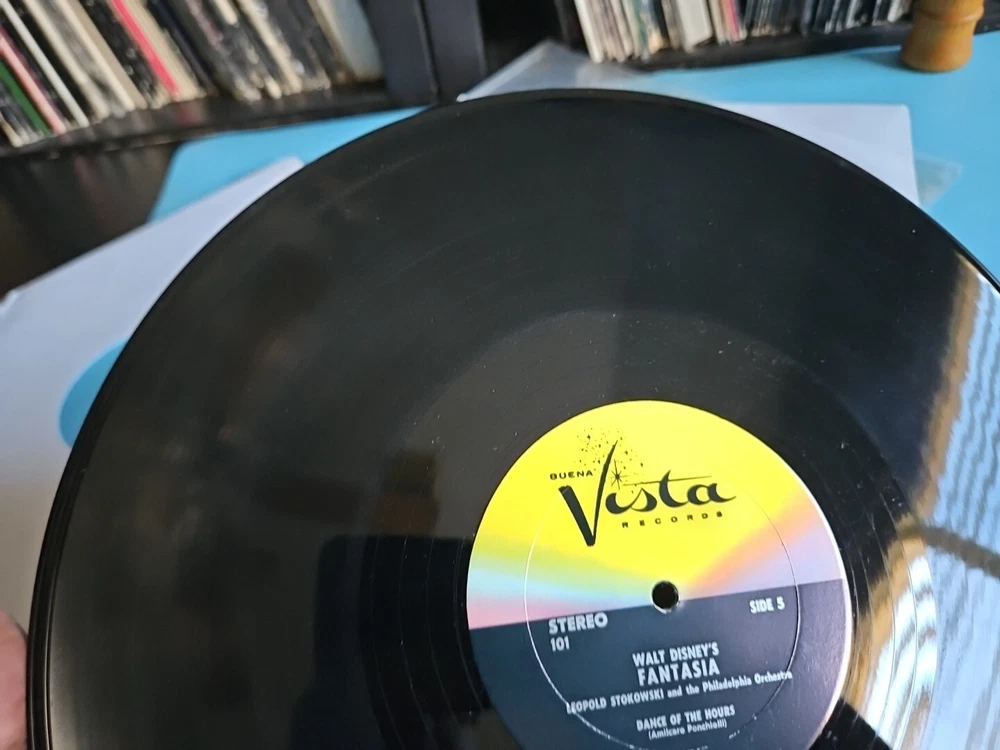 BUENA
Vista
RECORDS
STEREO
SIDE 5
101
WALT DISNEY'S
FANTASIA
LEOPOLD STOKOWSKI and the Philadelphia Orchestra
DANCE OF THE HOURS
(Amilcare Ponchielli)